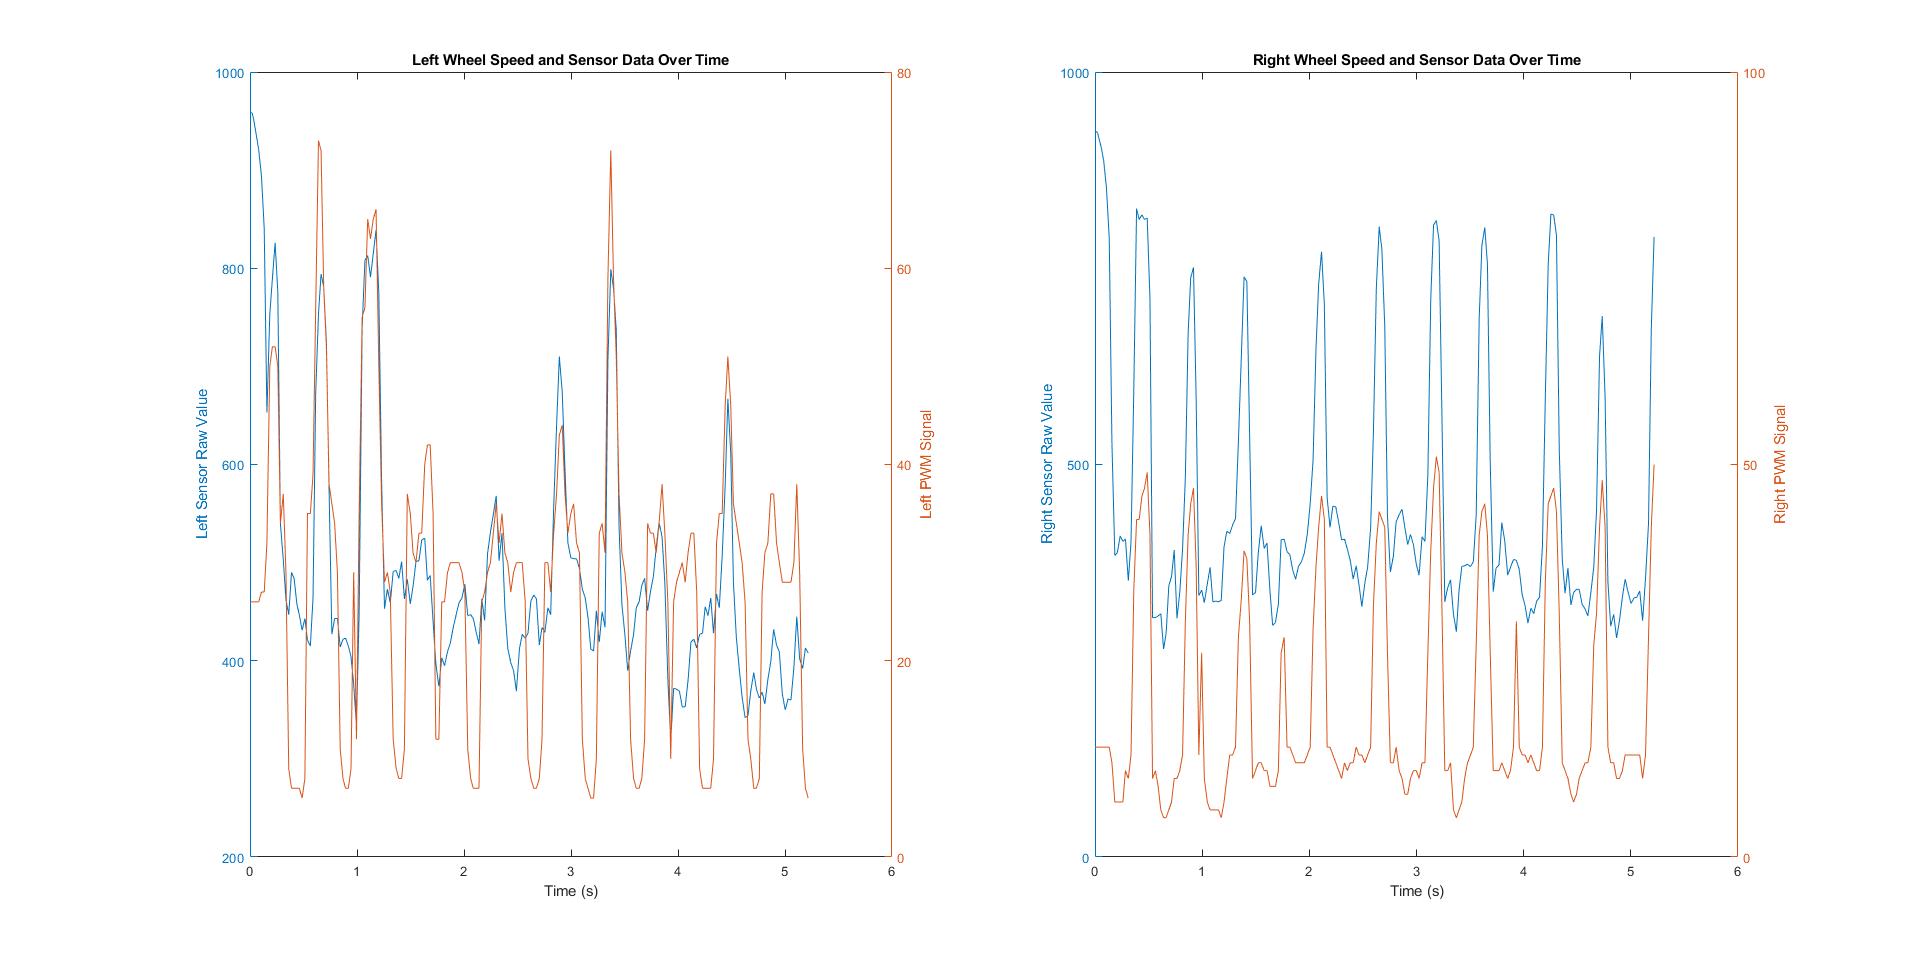 Left Wheel Speed and Sensor Data Over Time
1000
800
600
400
200
Left Sensor Raw Value
80
60
40
20
0
Left PWM Signal
0 1 2 3 4 5 6
Time (s)
Right Wheel Speed and Sensor Data Over Time
1000
500
0
Right Sensor Raw Value
100
50
0
Right PWM Signal
0 1 2 3 4 5 6
Time (s)